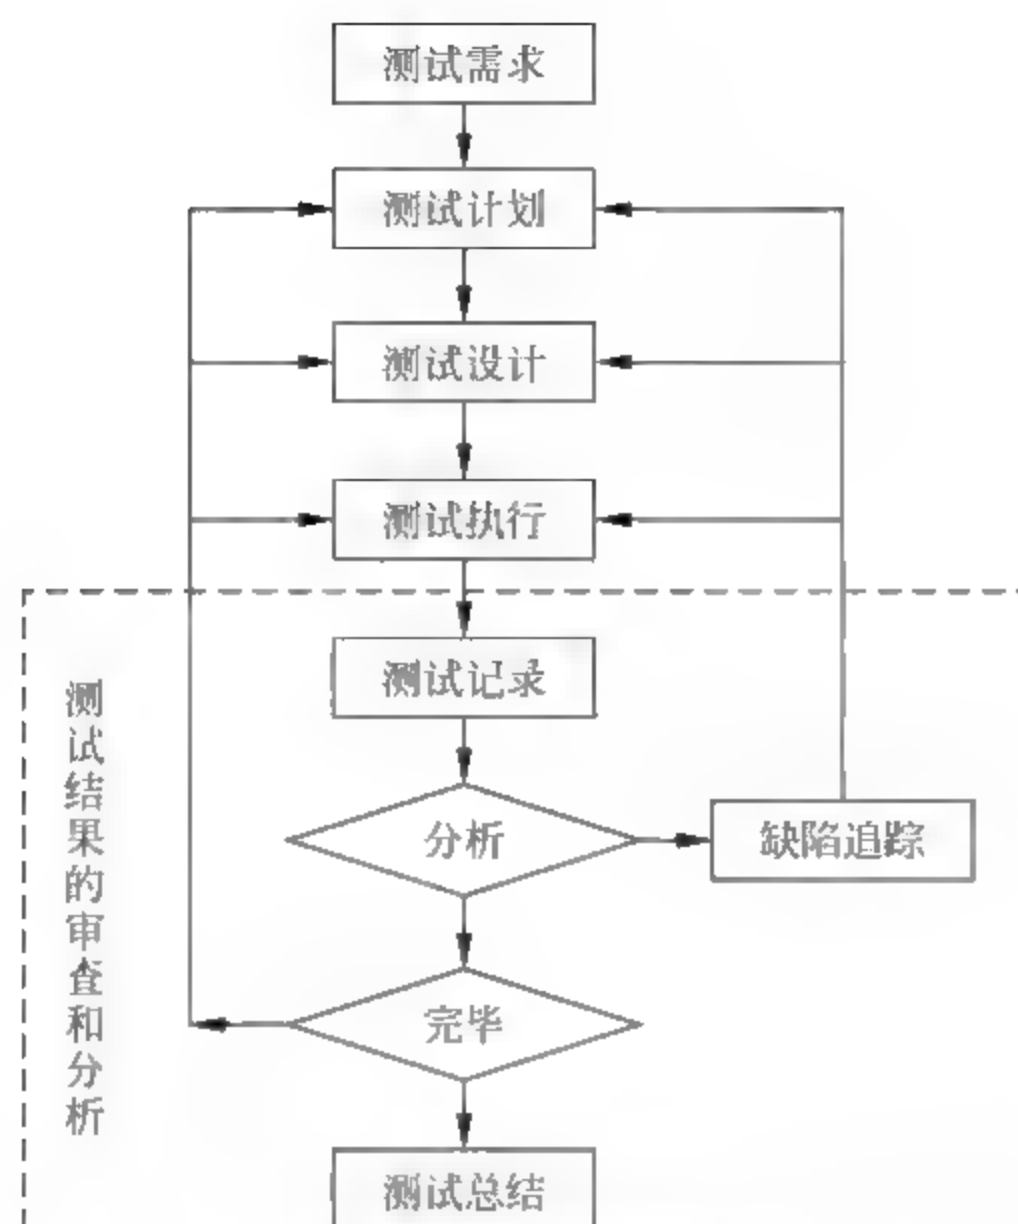 测试需求
测试计划
测试设计
测试执行
测试记录
分析
缺陷追踪
完毕
测试总结
测试结果的审查和分析